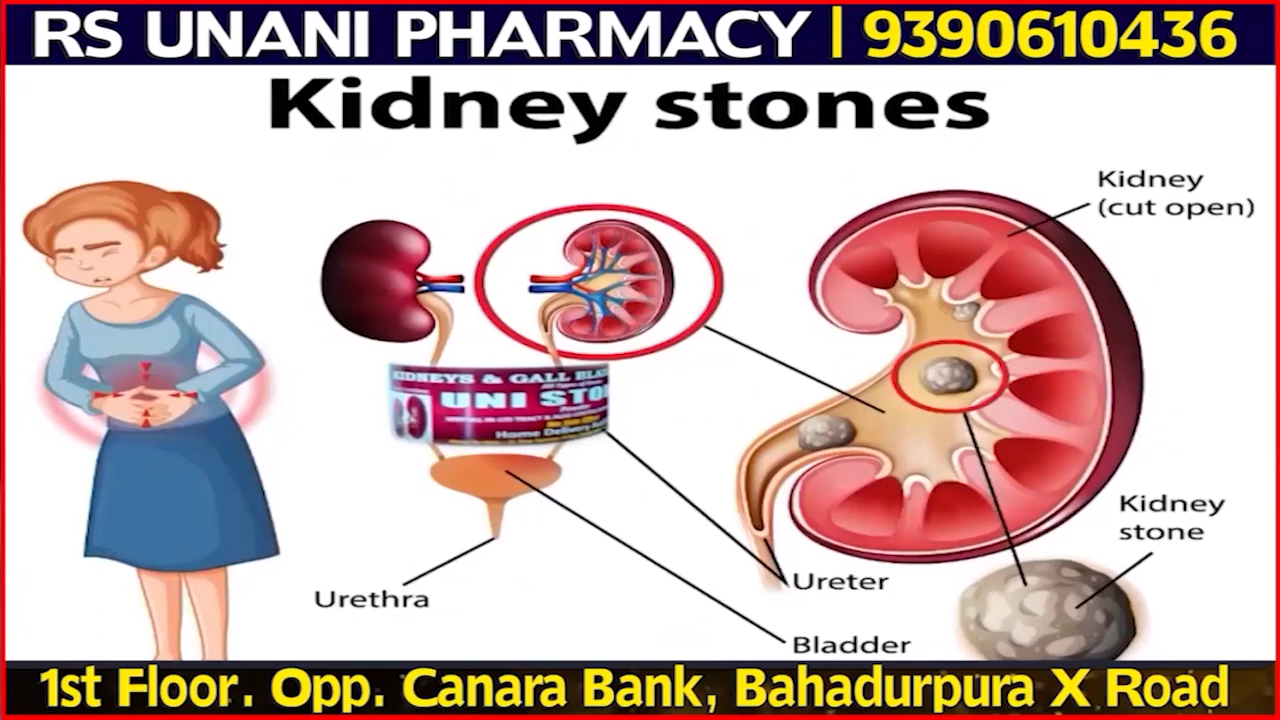 RS UNANI PHARMACY | 9390610436
Kidney stones
Kidney
(cut open)
KIDNEYS & GALL
UNI STO
Home Delivery
Kidney
stone
Ureter
Urethra
Bladder
1st Floor. Opp. Canara Bank, Bahadurpura X Road